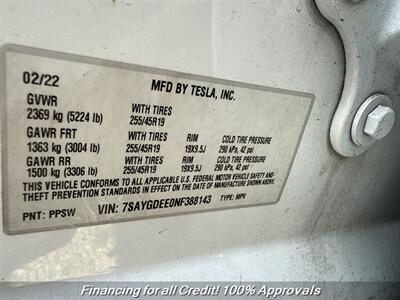 02/22 MFD BY TESLA, INC.
GVWR WITH TIRES
2369 kg (5224 lb) 255/45R19
GAWR FRT WITH TIRES RIM COLD TIRE PRESSURE
1363 kg (3004 lb) 255/45R19 19X9.5J 290 kPa, 42 psi
GAWR RR WITH TIRES RIM COLD TIRE PRESSURE
1500 kg (3306 lb) 255/45R19 19X9.5J 290 kPa, 42 psi
THIS VEHICLE CONFORMS TO ALL APPLICABLE U.S. FEDERAL MOTOR VEHICLE SAFETY AND
THEFT PREVENTION STANDARDS IN EFFECT ON THE DATE OF MANUFACTURE SHOWN ABOVE.
PNT: PPSW VIN: 7SAYGDEE0NF388143 TYPE: MPV
Financing for all Credit! 100% Approvals